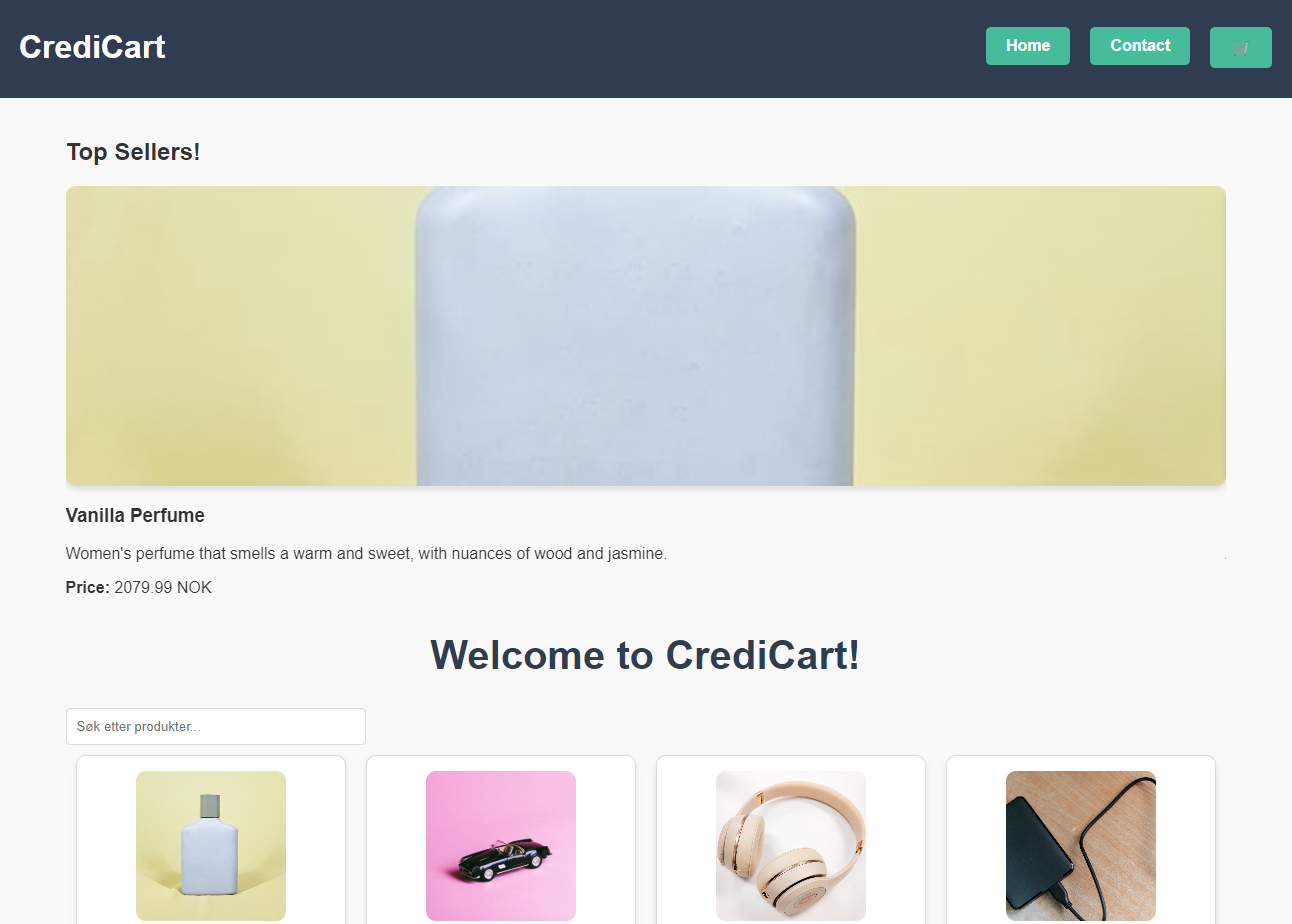 CrediCart
Home
Contact
Top Sellers!
Vanilla Perfume
Women's perfume that smells a warm and sweet, with nuances of wood and jasmine.
Price: 2079.99 NOK
Welcome to CrediCart!
Søk etter produkter...